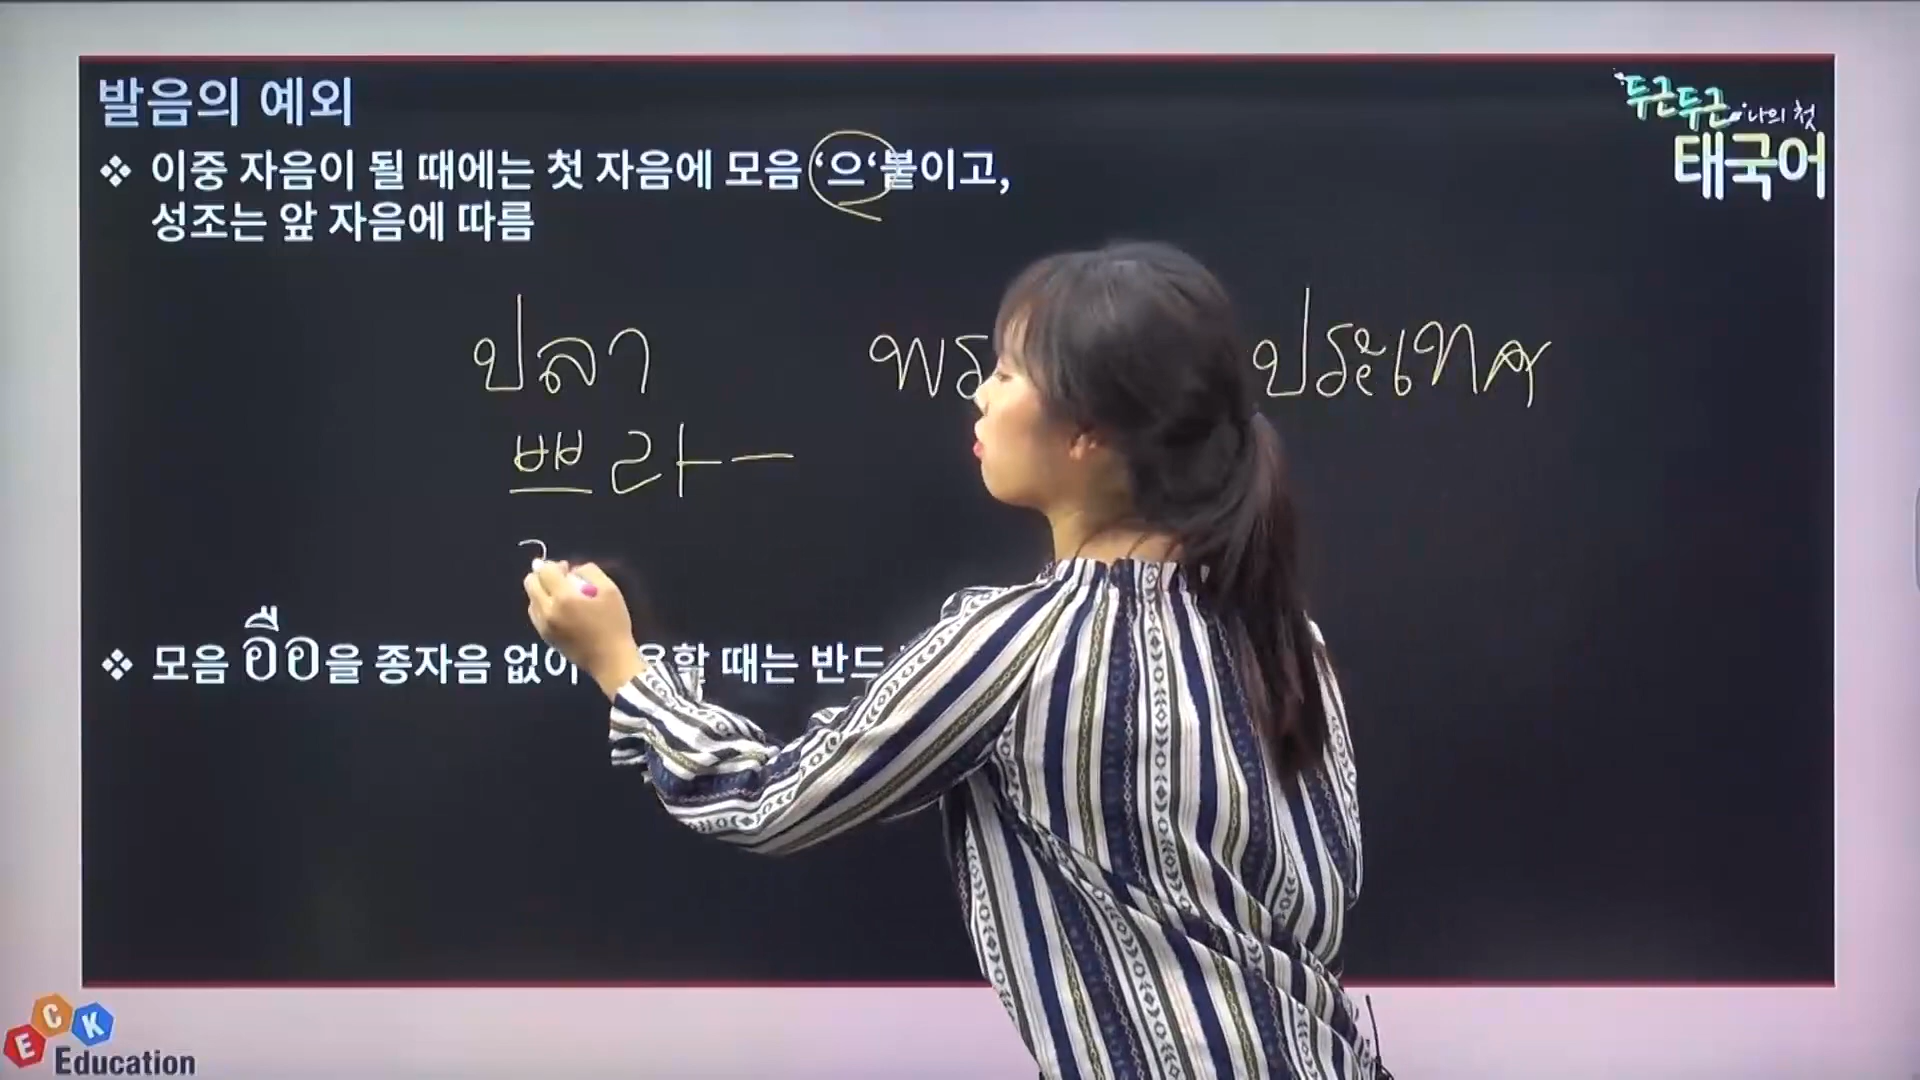 발음의 예외
두근두근 나의 첫
태국어
❖ 이중 자음이 될 때에는 첫 자음에 모음 ‘으‘붙이고,
성조는 앞 자음에 따름
ปลา พร ประเทศ
쁘라ー
❖ 모음 อือ을 종자음 없이 할 때는 반드
ECK
Education